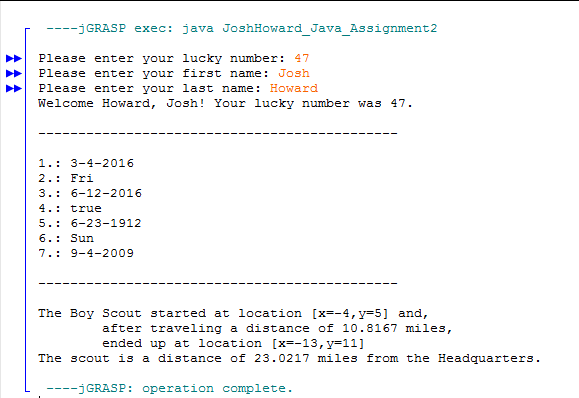 ----jGRASP exec: java JoshHoward_Java_Assignment2
Please enter your lucky number: 47
Please enter your first name: Josh
Please enter your last name: Howard
Welcome Howard, Josh! Your lucky number was 47.
---------------------------------------------
1.: 3-4-2016
2.: Fri
3.: 6-12-2016
4.: true
5.: 6-23-1912
6.: Sun
7.: 9-4-2009
---------------------------------------------
The Boy Scout started at location [x=-4,y=5] and,
after traveling a distance of 10.8167 miles,
ended up at location [x=-13,y=11]
The scout is a distance of 23.0217 miles from the Headquarters.
----jGRASP: operation complete.